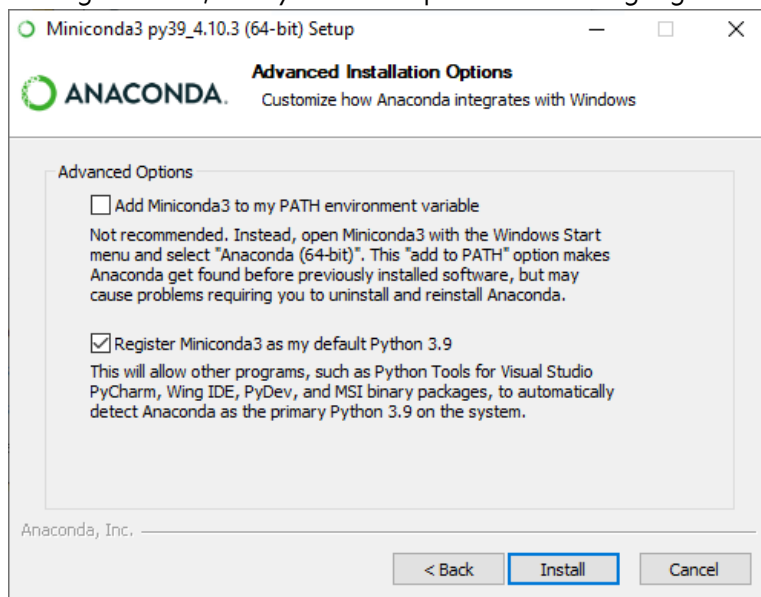 Miniconda3 py39_4.10.3 (64-bit) Setup
ANACONDA.
Advanced Installation Options
Customize how Anaconda integrates with Windows
Advanced Options
Add Miniconda3 to my PATH environment variable
Not recommended. Instead, open Miniconda3 with the Windows Start
menu and select "Anaconda (64-bit)". This "add to PATH" option makes
Anaconda get found before previously installed software, but may
cause problems requiring you to uninstall and reinstall Anaconda.
Register Miniconda3 as my default Python 3.9
This will allow other programs, such as Python Tools for Visual Studio
PyCharm, Wing IDE, PyDev, and MSI binary packages, to automatically
detect Anaconda as the primary Python 3.9 on the system.
Anaconda, Inc.
< Back
Install
Cancel